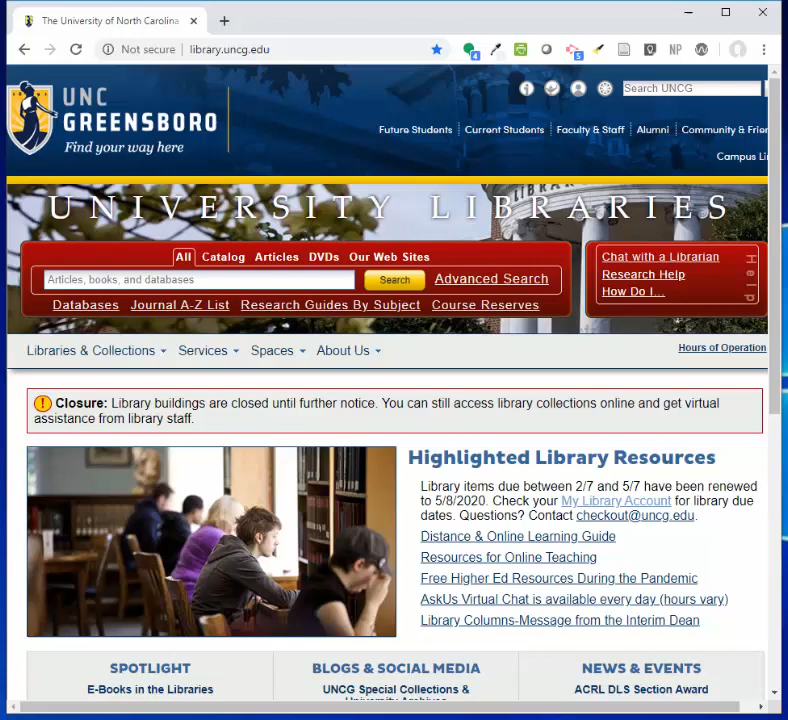 The University of North Carolina
Not secure | library.uncg.edu
4
5
NP
UNC
GREENSBORO
Find your way here
Search UNCG
Future Students
Current Students
Faculty & Staff
Alumni
Community & Frien
Campus Li
UNIVERSITY LIBRARIES
All
Catalog
Articles
DVDs
Our Web Sites
Articles, books, and databases
Search
Advanced Search
Databases
Journal A-Z List
Research Guides By Subject
Course Reserves
Chat with a Librarian
Research Help
How Do I...
Help
Libraries & Collections
Services
Spaces
About Us
Hours of Operation
! Closure: Library buildings are closed until further notice. You can still access library collections online and get virtual
assistance from library staff.
Highlighted Library Resources
Library items due between 2/7 and 5/7 have been renewed
to 5/8/2020. Check your My Library Account for library due
dates. Questions? Contact checkout@uncg.edu.
Distance & Online Learning Guide
Resources for Online Teaching
Free Higher Ed Resources During the Pandemic
AskUs Virtual Chat is available every day (hours vary)
Library Columns-Message from the Interim Dean
SPOTLIGHT
E-Books in the Libraries
BLOGS & SOCIAL MEDIA
UNCG Special Collections &
University Archives
NEWS & EVENTS
ACRL DLS Section Award